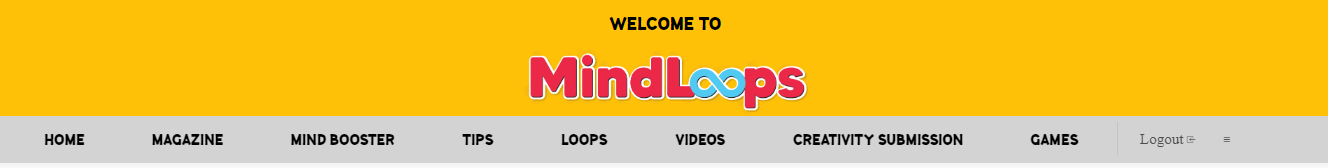 WELCOME TO
MindLoops
HOME MAGAZINE MIND BOOSTER TIPS LOOPS VIDEOS CREATIVITY SUBMISSION GAMES Logout